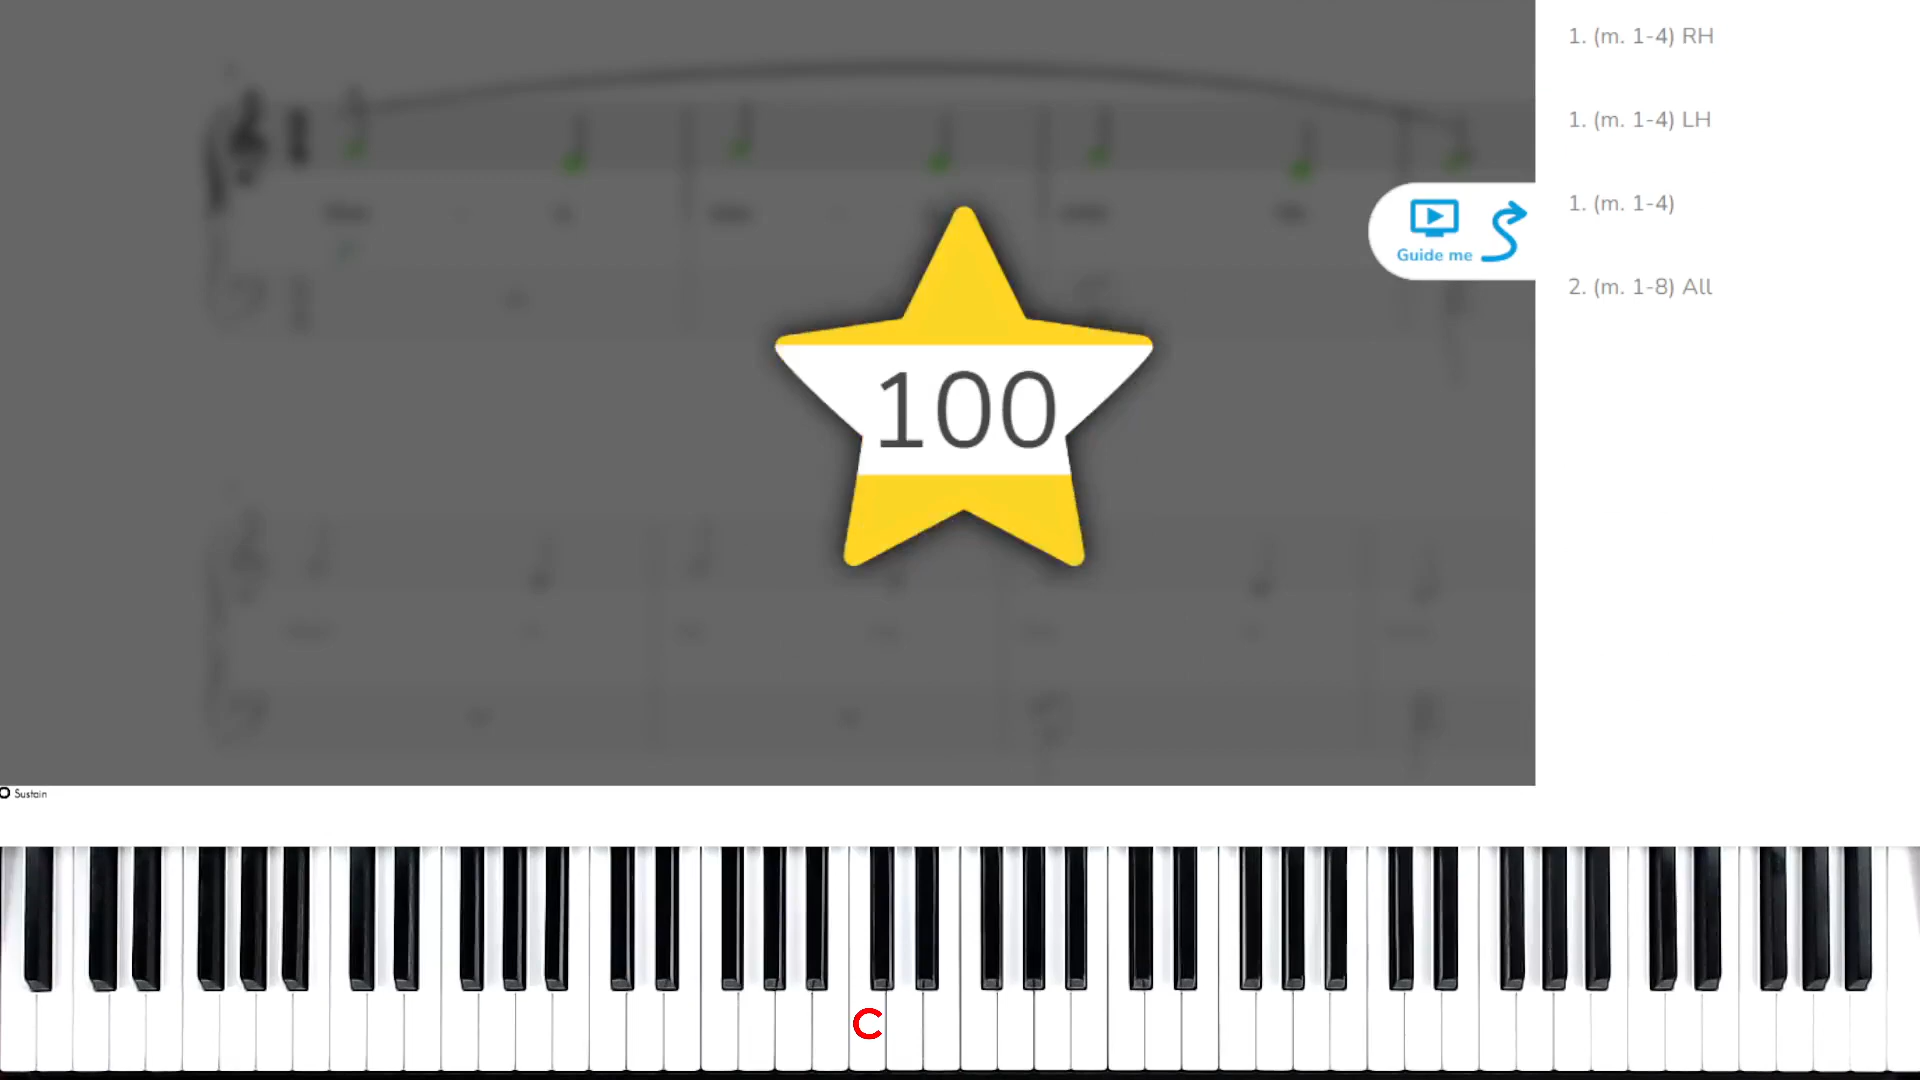 1. (m. 1-4) RH
1. (m. 1-4) LH
1. (m. 1-4)
Guide me
2. (m. 1-8) All
100
Sustain
C